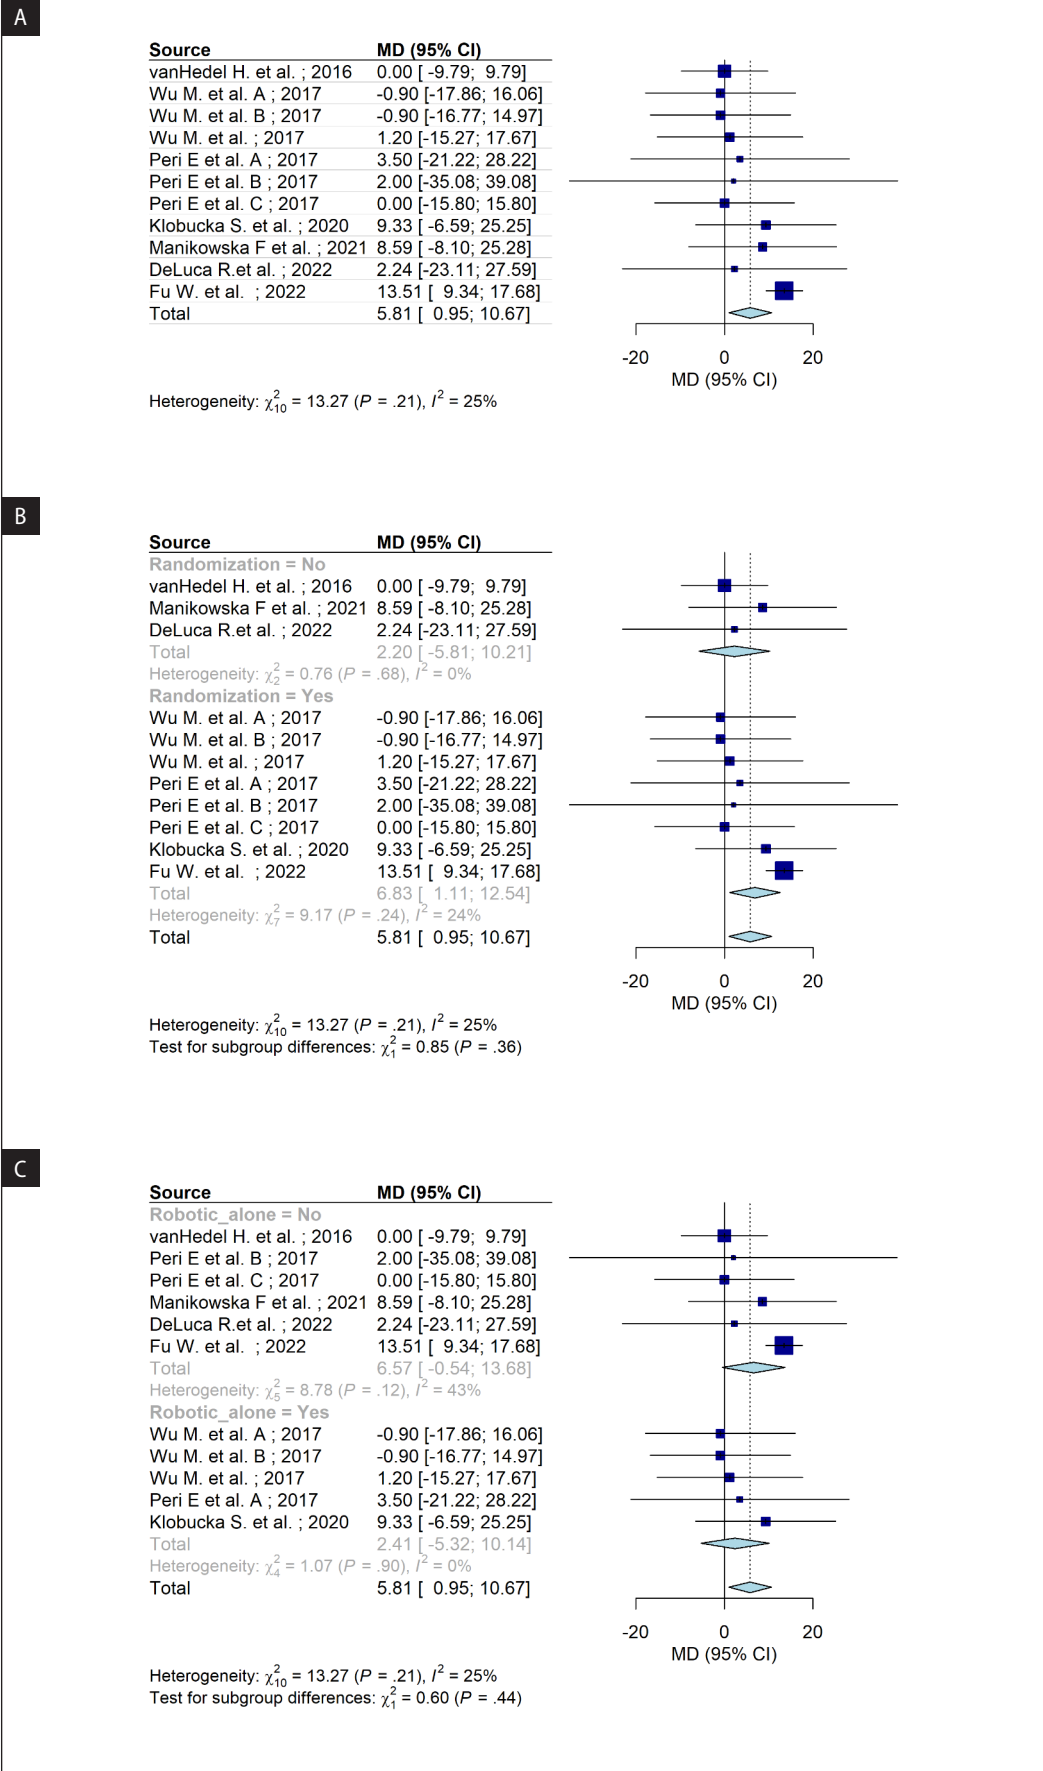 A
Source MD (95% CI)
vanHedel H. et al. ; 2016 0.00 [ -9.79; 9.79]
Wu M. et al. A ; 2017 -0.90 [-17.86; 16.06]
Wu M. et al. B ; 2017 -0.90 [-16.77; 14.97]
Wu M. et al. ; 2017 1.20 [-15.27; 17.67]
Peri E et al. A ; 2017 3.50 [-21.22; 28.22]
Peri E et al. B ; 2017 2.00 [-35.08; 39.08]
Peri E et al. C ; 2017 0.00 [-15.80; 15.80]
Klobucka S. et al. ; 2020 9.33 [ -6.59; 25.25]
Manikowska F et al. ; 2021 8.59 [ -8.10; 25.28]
DeLuca R.et al. ; 2022 2.24 [-23.11; 27.59]
Fu W. et al. ; 2022 13.51 [ 9.34; 17.68]
Total 5.81 [ 0.95; 10.67]
-20 0 20
MD (95% CI)
Heterogeneity: χ²₁₀ = 13.27 (P = .21), I² = 25%
B
Source MD (95% CI)
Randomization = No
vanHedel H. et al. ; 2016 0.00 [ -9.79; 9.79]
Manikowska F et al. ; 2021 8.59 [ -8.10; 25.28]
DeLuca R.et al. ; 2022 2.24 [-23.11; 27.59]
Total 2.20 [ -5.81; 10.21]
Heterogeneity: χ²₂ = 0.76 (P = .68), I² = 0%
Randomization = Yes
Wu M. et al. A ; 2017 -0.90 [-17.86; 16.06]
Wu M. et al. B ; 2017 -0.90 [-16.77; 14.97]
Wu M. et al. ; 2017 1.20 [-15.27; 17.67]
Peri E et al. A ; 2017 3.50 [-21.22; 28.22]
Peri E et al. B ; 2017 2.00 [-35.08; 39.08]
Peri E et al. C ; 2017 0.00 [-15.80; 15.80]
Klobucka S. et al. ; 2020 9.33 [ -6.59; 25.25]
Fu W. et al. ; 2022 13.51 [ 9.34; 17.68]
Total 6.83 [ 1.11; 12.54]
Heterogeneity: χ²₇ = 9.17 (P = .24), I² = 24%
Total 5.81 [ 0.95; 10.67]
-20 0 20
MD (95% CI)
Heterogeneity: χ²₁₀ = 13.27 (P = .21), I² = 25%
Test for subgroup differences: χ²₁ = 0.85 (P = .36)
C
Source MD (95% CI)
Robotic_alone = No
vanHedel H. et al. ; 2016 0.00 [ -9.79; 9.79]
Peri E et al. B ; 2017 2.00 [-35.08; 39.08]
Peri E et al. C ; 2017 0.00 [-15.80; 15.80]
Manikowska F et al. ; 2021 8.59 [ -8.10; 25.28]
DeLuca R.et al. ; 2022 2.24 [-23.11; 27.59]
Fu W. et al. ; 2022 13.51 [ 9.34; 17.68]
Total 6.57 [ -0.54; 13.68]
Heterogeneity: χ²₅ = 8.78 (P = .12), I² = 43%
Robotic_alone = Yes
Wu M. et al. A ; 2017 -0.90 [-17.86; 16.06]
Wu M. et al. B ; 2017 -0.90 [-16.77; 14.97]
Wu M. et al. ; 2017 1.20 [-15.27; 17.67]
Peri E et al. A ; 2017 3.50 [-21.22; 28.22]
Klobucka S. et al. ; 2020 9.33 [ -6.59; 25.25]
Total 2.41 [ -5.32; 10.14]
Heterogeneity: χ²₄ = 1.07 (P = .90), I² = 0%
Total 5.81 [ 0.95; 10.67]
-20 0 20
MD (95% CI)
Heterogeneity: χ²₁₀ = 13.27 (P = .21), I² = 25%
Test for subgroup differences: χ²₁ = 0.60 (P = .44)